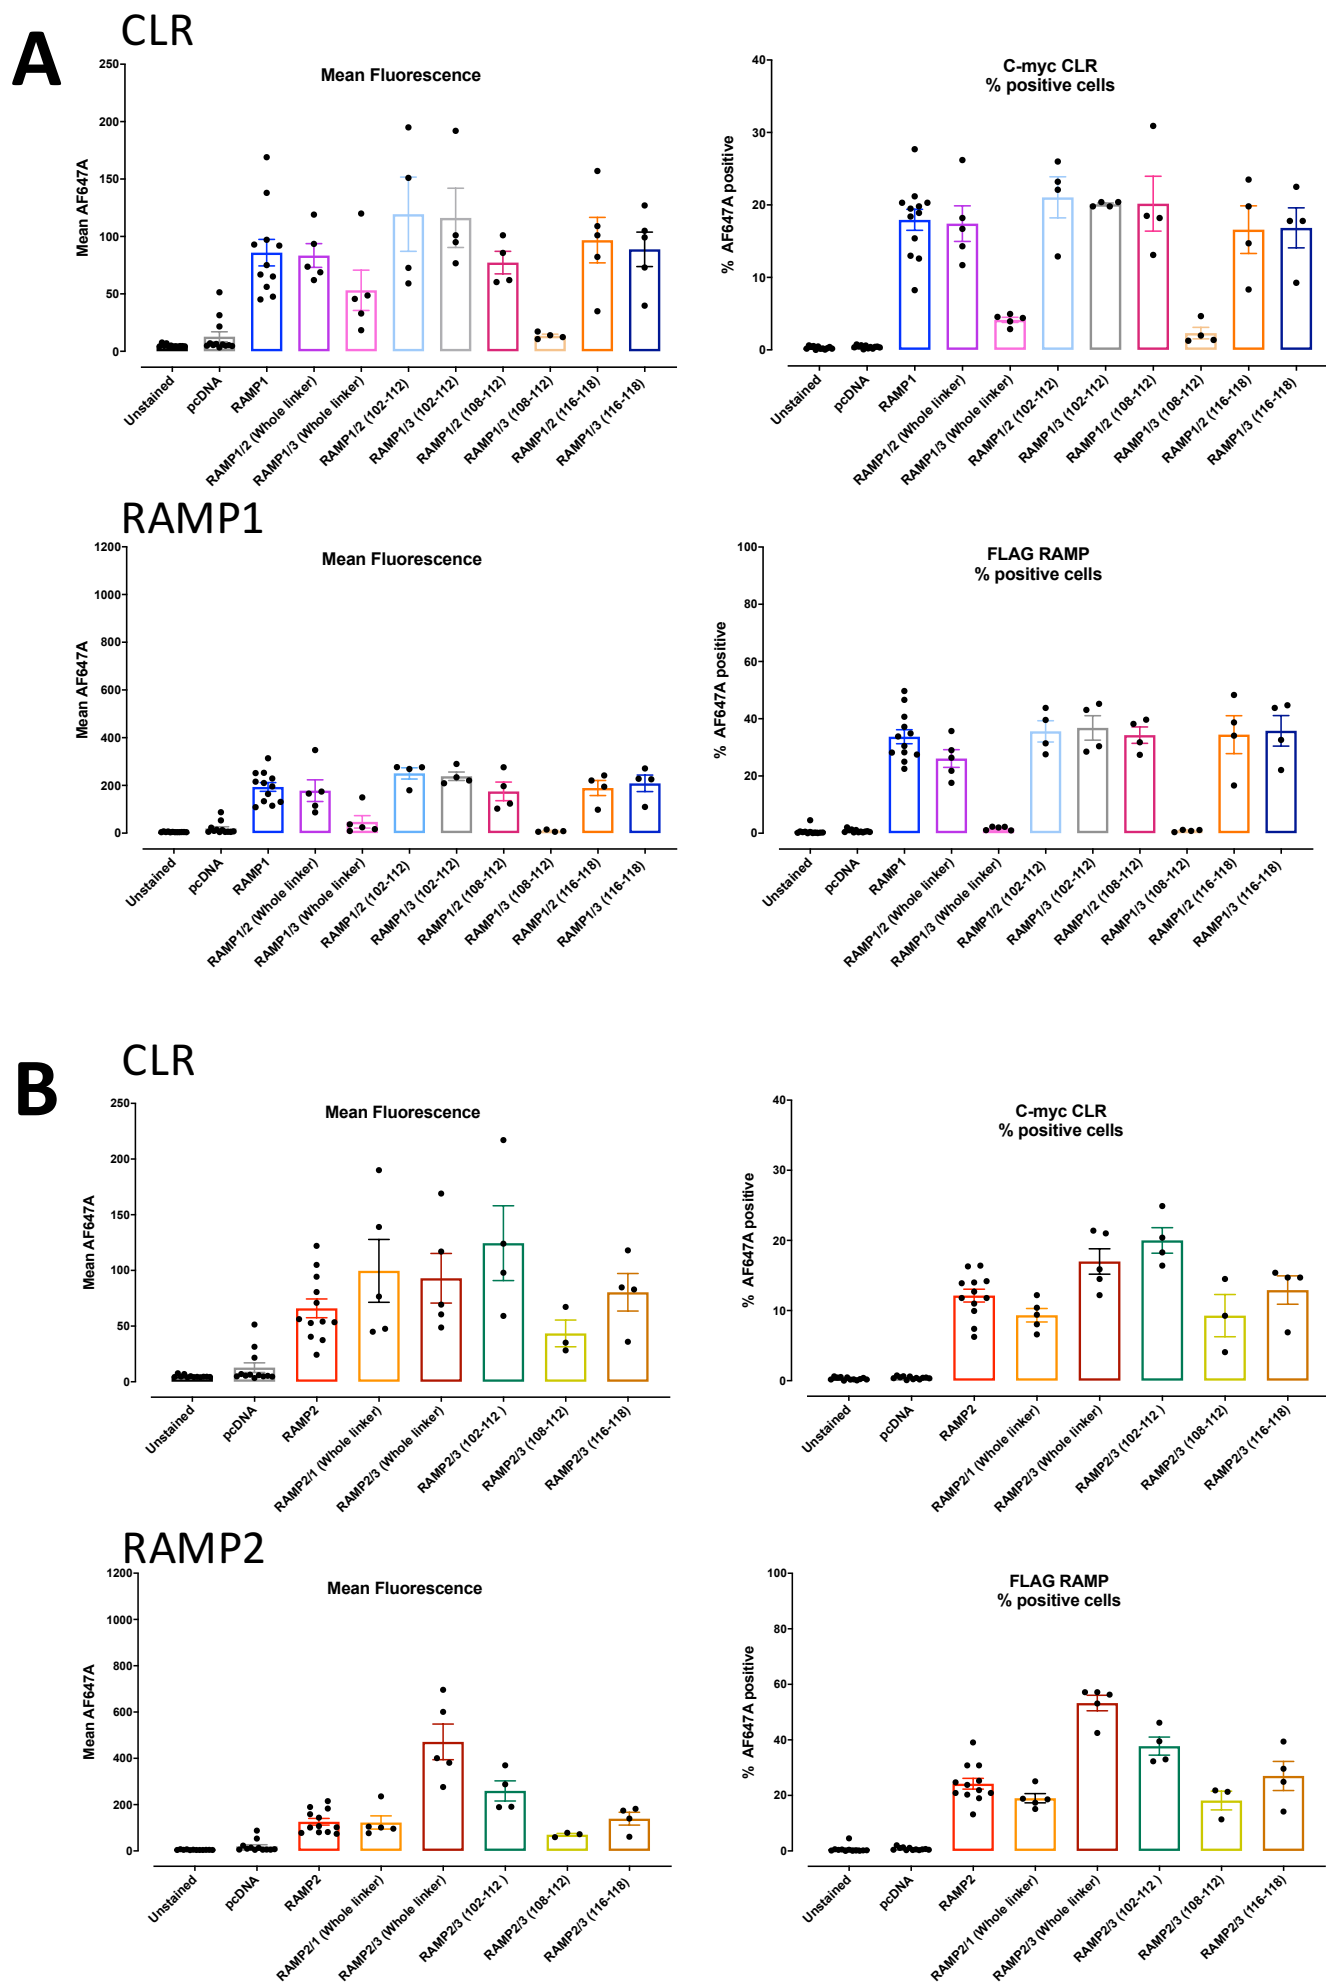 A
CLR
Mean Fluorescence
Mean AF647A
250
200
150
100
50
0
Unstained
pcDNA
RAMP1
RAMP1/2 (Whole linker)
RAMP1/3 (Whole linker)
RAMP1/2 (102-112)
RAMP1/3 (102-112)
RAMP1/2 (108-112)
RAMP1/3 (108-112)
RAMP1/2 (116-118)
RAMP1/3 (116-118)
C-myc CLR
% positive cells
% AF647A positive
40
30
20
10
0
Unstained
pcDNA
RAMP1
RAMP1/2 (Whole linker)
RAMP1/3 (Whole linker)
RAMP1/2 (102-112)
RAMP1/3 (102-112)
RAMP1/2 (108-112)
RAMP1/3 (108-112)
RAMP1/2 (116-118)
RAMP1/3 (116-118)
RAMP1
Mean Fluorescence
Mean AF647A
1200
1000
800
600
400
200
0
Unstained
pcDNA
RAMP1
RAMP1/2 (Whole linker)
RAMP1/3 (Whole linker)
RAMP1/2 (102-112)
RAMP1/3 (102-112)
RAMP1/2 (108-112)
RAMP1/3 (108-112)
RAMP1/2 (116-118)
RAMP1/3 (116-118)
FLAG RAMP
% positive cells
% AF647A positive
100
80
60
40
20
0
Unstained
pcDNA
RAMP1
RAMP1/2 (Whole linker)
RAMP1/3 (Whole linker)
RAMP1/2 (102-112)
RAMP1/3 (102-112)
RAMP1/2 (108-112)
RAMP1/3 (108-112)
RAMP1/2 (116-118)
RAMP1/3 (116-118)
B
CLR
Mean Fluorescence
Mean AF647A
250
200
150
100
50
0
Unstained
pcDNA
RAMP2
RAMP2/1 (Whole linker)
RAMP2/3 (Whole linker)
RAMP2/3 (102-112 )
RAMP2/3 (108-112)
RAMP2/3 (116-118)
C-myc CLR
% positive cells
% AF647A positive
40
30
20
10
0
Unstained
pcDNA
RAMP2
RAMP2/1 (Whole linker)
RAMP2/3 (Whole linker)
RAMP2/3 (102-112 )
RAMP2/3 (108-112)
RAMP2/3 (116-118)
RAMP2
Mean Fluorescence
Mean AF647A
1200
1000
800
600
400
200
0
Unstained
pcDNA
RAMP2
RAMP2/1 (Whole linker)
RAMP2/3 (Whole linker)
RAMP2/3 (102-112 )
RAMP2/3 (108-112)
RAMP2/3 (116-118)
FLAG RAMP
% positive cells
% AF647A positive
100
80
60
40
20
0
Unstained
pcDNA
RAMP2
RAMP2/1 (Whole linker)
RAMP2/3 (Whole linker)
RAMP2/3 (102-112 )
RAMP2/3 (108-112)
RAMP2/3 (116-118)